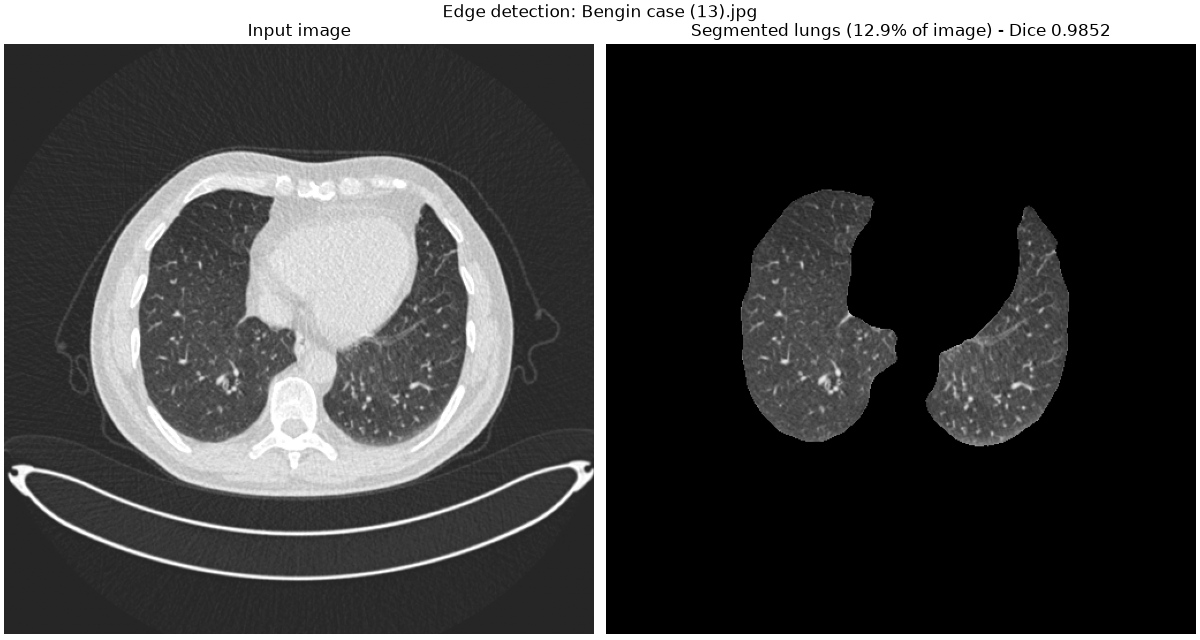 Edge detection: Bengin case (13).jpg
Input image
Segmented lungs (12.9% of image) - Dice 0.9852